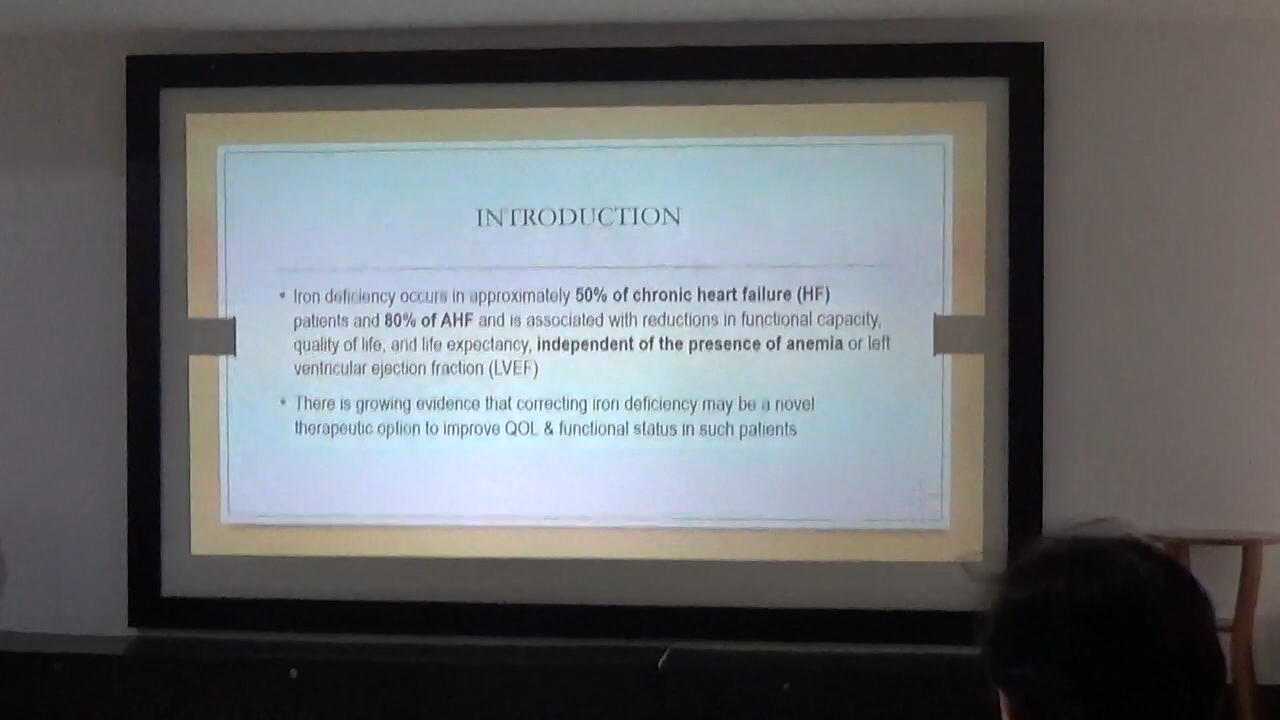 INTRODUCTION
• Iron deficiency occurs in approximately 50% of chronic heart failure (HF)
patients and 80% of AHF and is associated with reductions in functional capacity,
quality of life, and life expectancy, independent of the presence of anemia or left
ventricular ejection fraction (LVEF)
• There is growing evidence that correcting iron deficiency may be a novel
therapeutic option to improve QOL & functional status in such patients